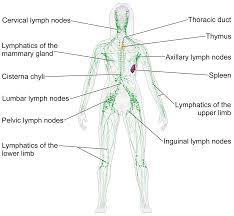 Cervical lymph nodes
Thoracic duct
Thymus
Lymphatics of the
mammary gland
Axillary lymph nodes
Spleen
Cisterna chyli
Lumbar lymph nodes
Lymphatics of the
upper limb
Pelvic lymph nodes
Inguinal lymph nodes
Lymphatics of the
lower limb